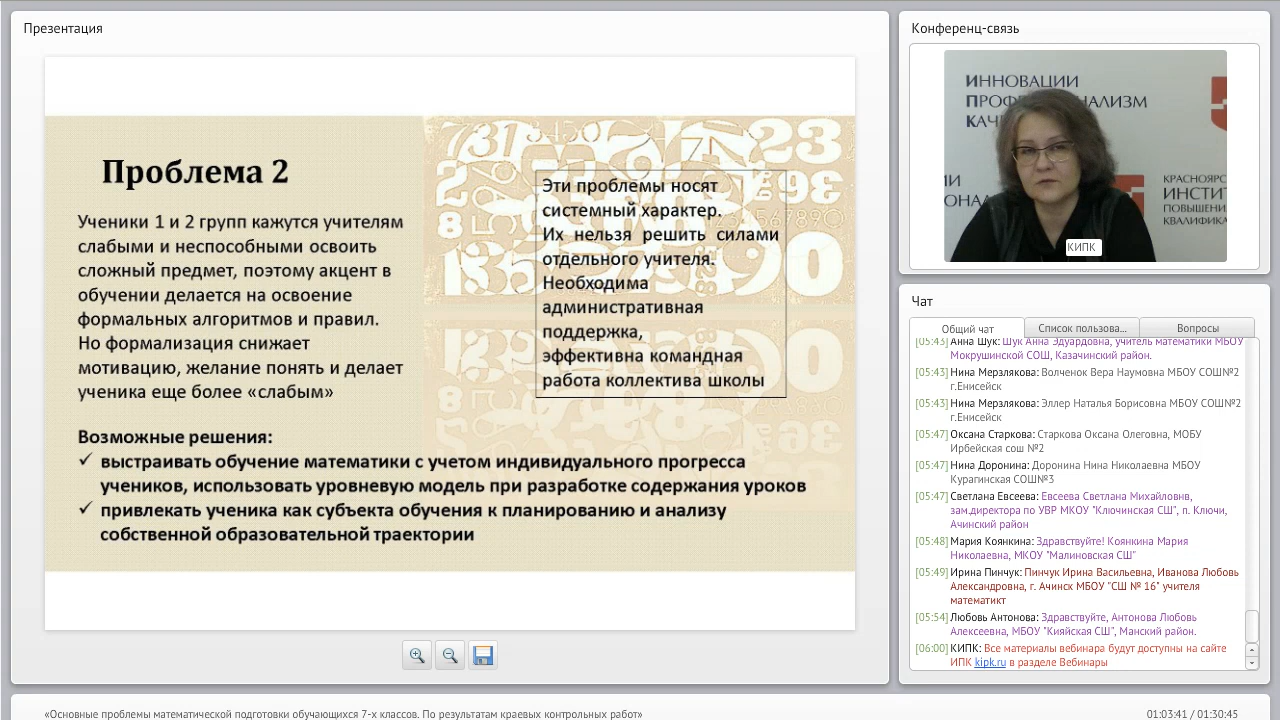 Презентация
Проблема 2
Ученики 1 и 2 групп кажутся учителям
слабыми и неспособными освоить
сложный предмет, поэтому акцент в
обучении делается на освоение
формальных алгоритмов и правил.
Но формализация снижает
мотивацию, желание понять и делает
ученика еще более «слабым»
Эти проблемы носят
системный характер.
Их нельзя решить силами
отдельного учителя.
Необходима
административная
поддержка,
эффективна командная
работа коллектива школы
Возможные решения:
✓ выстраивать обучение математики с учетом индивидуального прогресса
учеников, использовать уровневую модель при разработке содержания уроков
✓ привлекать ученика как субъекта обучения к планированию и анализу
собственной образовательной траектории
Конференц-связь
ИННОВАЦИИ
КИПК
Чат
Общий чат
Список пользова...
Вопросы
[05:43] Анна Шук: Шук Анна Эдуардовна, учитель математики МБОУ
Мокрушинской СОШ, Казачинский район.
[05:43] Нина Мерзлякова: Волченок Вера Наумовна МБОУ СОШ№2
г.Енисейск
[05:43] Нина Мерзлякова: Эллер Наталья Борисовна МБОУ СОШ№2
г.Енисейск
[05:47] Оксана Старкова: Старкова Оксана Олеговна, МОБУ
Ирбейская сош №2
[05:47] Нина Доронина: Доронина Нина Николаевна МБОУ
Курагинская СОШ№3
[05:47] Светлана Евсеева: Евсеева Светлана Михайловнв,
зам.директора по УВР МКОУ "Ключинская СШ", п. Ключи,
Ачинский район
[05:48] Мария Коянкина: Здравствуйте! Коянкина Мария
Николаевна, МКОУ "Малиновская СШ"
[05:49] Ирина Пинчук: Пинчук Ирина Васильевна, Иванова Любовь
Александровна, г. Ачинск МБОУ "СШ № 16" учителя
математикт
[05:54] Любовь Антонова: Здравствуйте, Антонова Любовь
Алексеевна, МБОУ "Кияйская СШ", Манский район.
[06:00] КИПК: Все материалы вебинара будут доступны на сайте
ИПК kipk.ru в разделе Вебинары
«Основные проблемы математической подготовки обучающихся 7-х классов. По результатам краевых контрольных работ»
01:03:41 / 01:30:45